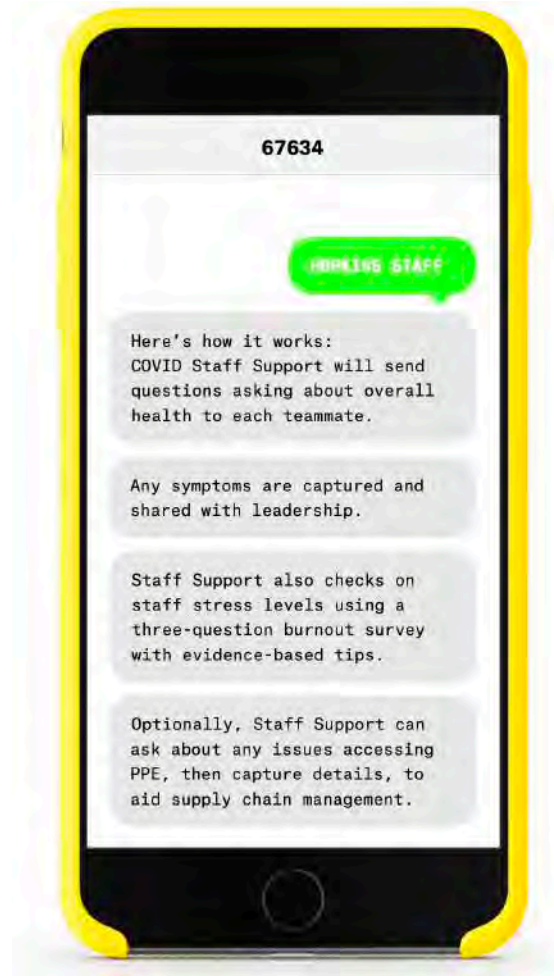 67634
HOPKINS STAFF
Here's how it works:
COVID Staff Support will send
questions asking about overall
health to each teammate.
Any symptoms are captured and
shared with leadership.
Staff Support also checks on
staff stress levels using a
three-question burnout survey
with evidence-based tips.
Optionally, Staff Support can
ask about any issues accessing
PPE, then capture details, to
aid supply chain management.